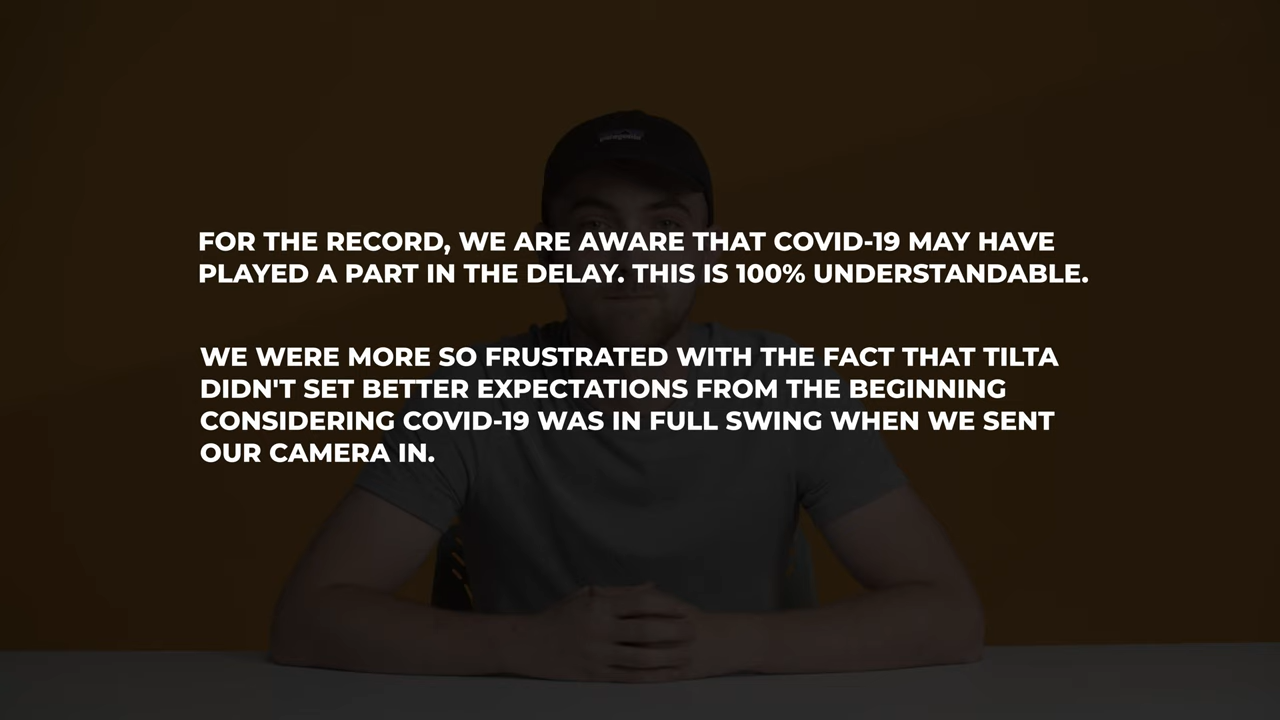 FOR THE RECORD, WE ARE AWARE THAT COVID-19 MAY HAVE
PLAYED A PART IN THE DELAY. THIS IS 100% UNDERSTANDABLE.
WE WERE MORE SO FRUSTRATED WITH THE FACT THAT TILTA
DIDN'T SET BETTER EXPECTATIONS FROM THE BEGINNING
CONSIDERING COVID-19 WAS IN FULL SWING WHEN WE SENT
OUR CAMERA IN.